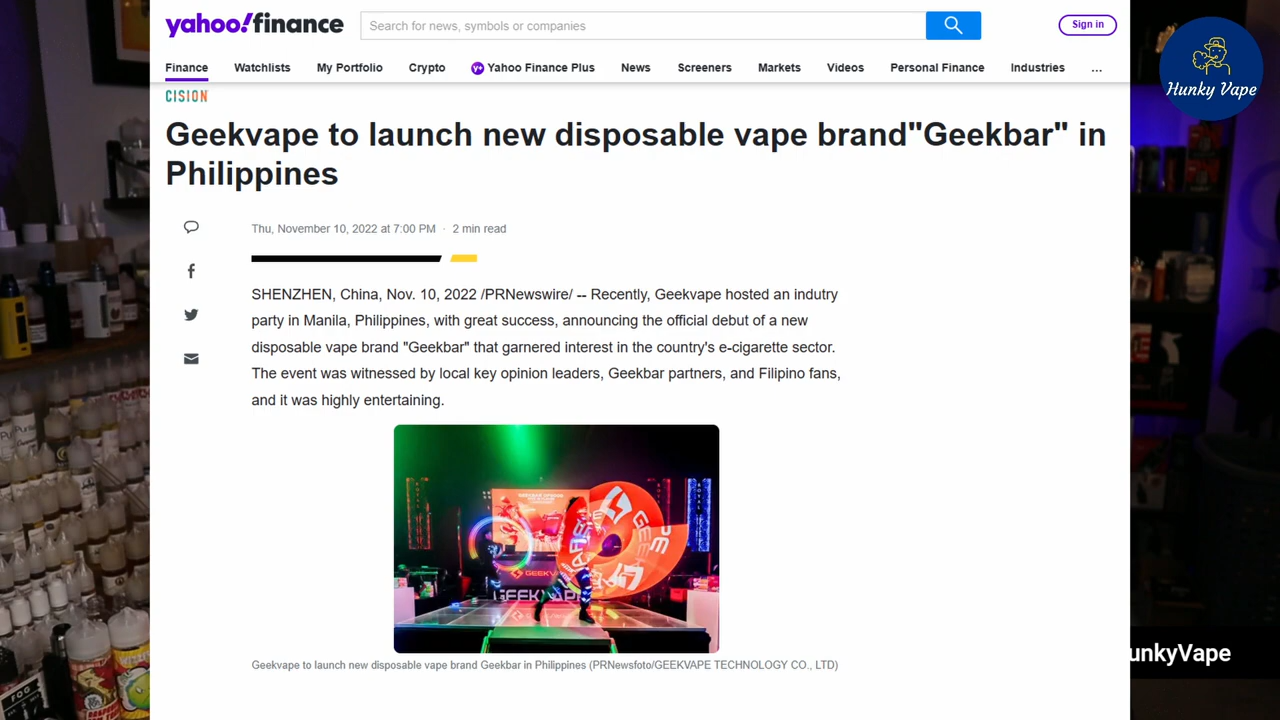 yahoo!finance
Search for news, symbols or companies
Sign in
Finance Watchlists My Portfolio Crypto Yahoo Finance Plus News Screeners Markets Videos Personal Finance Industries ...
Hunky Vape
CISION
Geekvape to launch new disposable vape brand"Geekbar" in
Philippines
Thu, November 10, 2022 at 7:00 PM · 2 min read
SHENZHEN, China, Nov. 10, 2022 /PRNewswire/ -- Recently, Geekvape hosted an indutry
party in Manila, Philippines, with great success, announcing the official debut of a new
disposable vape brand "Geekbar" that garnered interest in the country's e-cigarette sector.
The event was witnessed by local key opinion leaders, Geekbar partners, and Filipino fans,
and it was highly entertaining.
GEEKVAPE
Geekvape to launch new disposable vape brand Geekbar in Philippines (PRNewsfoto/GEEKVAPE TECHNOLOGY CO., LTD)
unkyVape
FOG